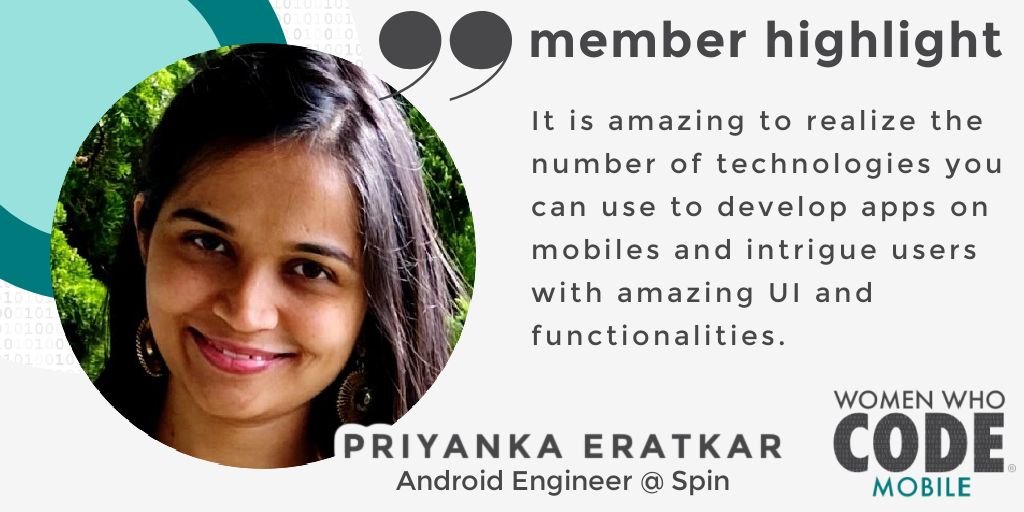 member highlight
It is amazing to realize the
number of technologies you
can use to develop apps on
mobiles and intrigue users
with amazing UI and
functionalities.
PRIYANKA ERATKAR
Android Engineer @ Spin
WOMEN WHO
CODE®
MOBILE